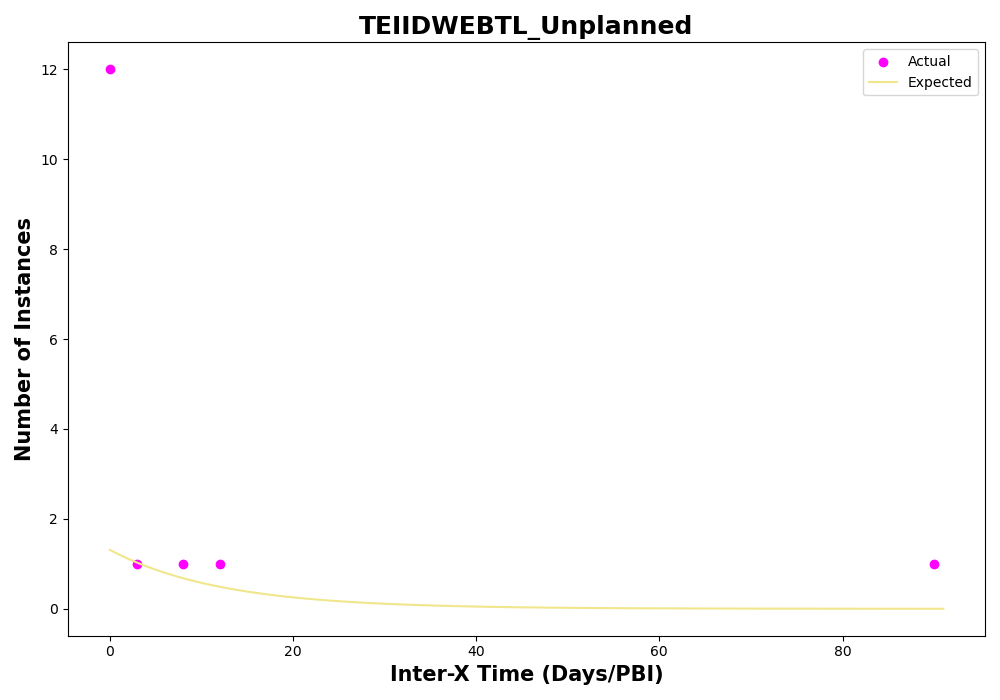 TEIIDWEBTL_Unplanned
Actual
Expected
Number of Instances
12
10
8
6
4
2
0
0 20 40 60 80
Inter-X Time (Days/PBI)